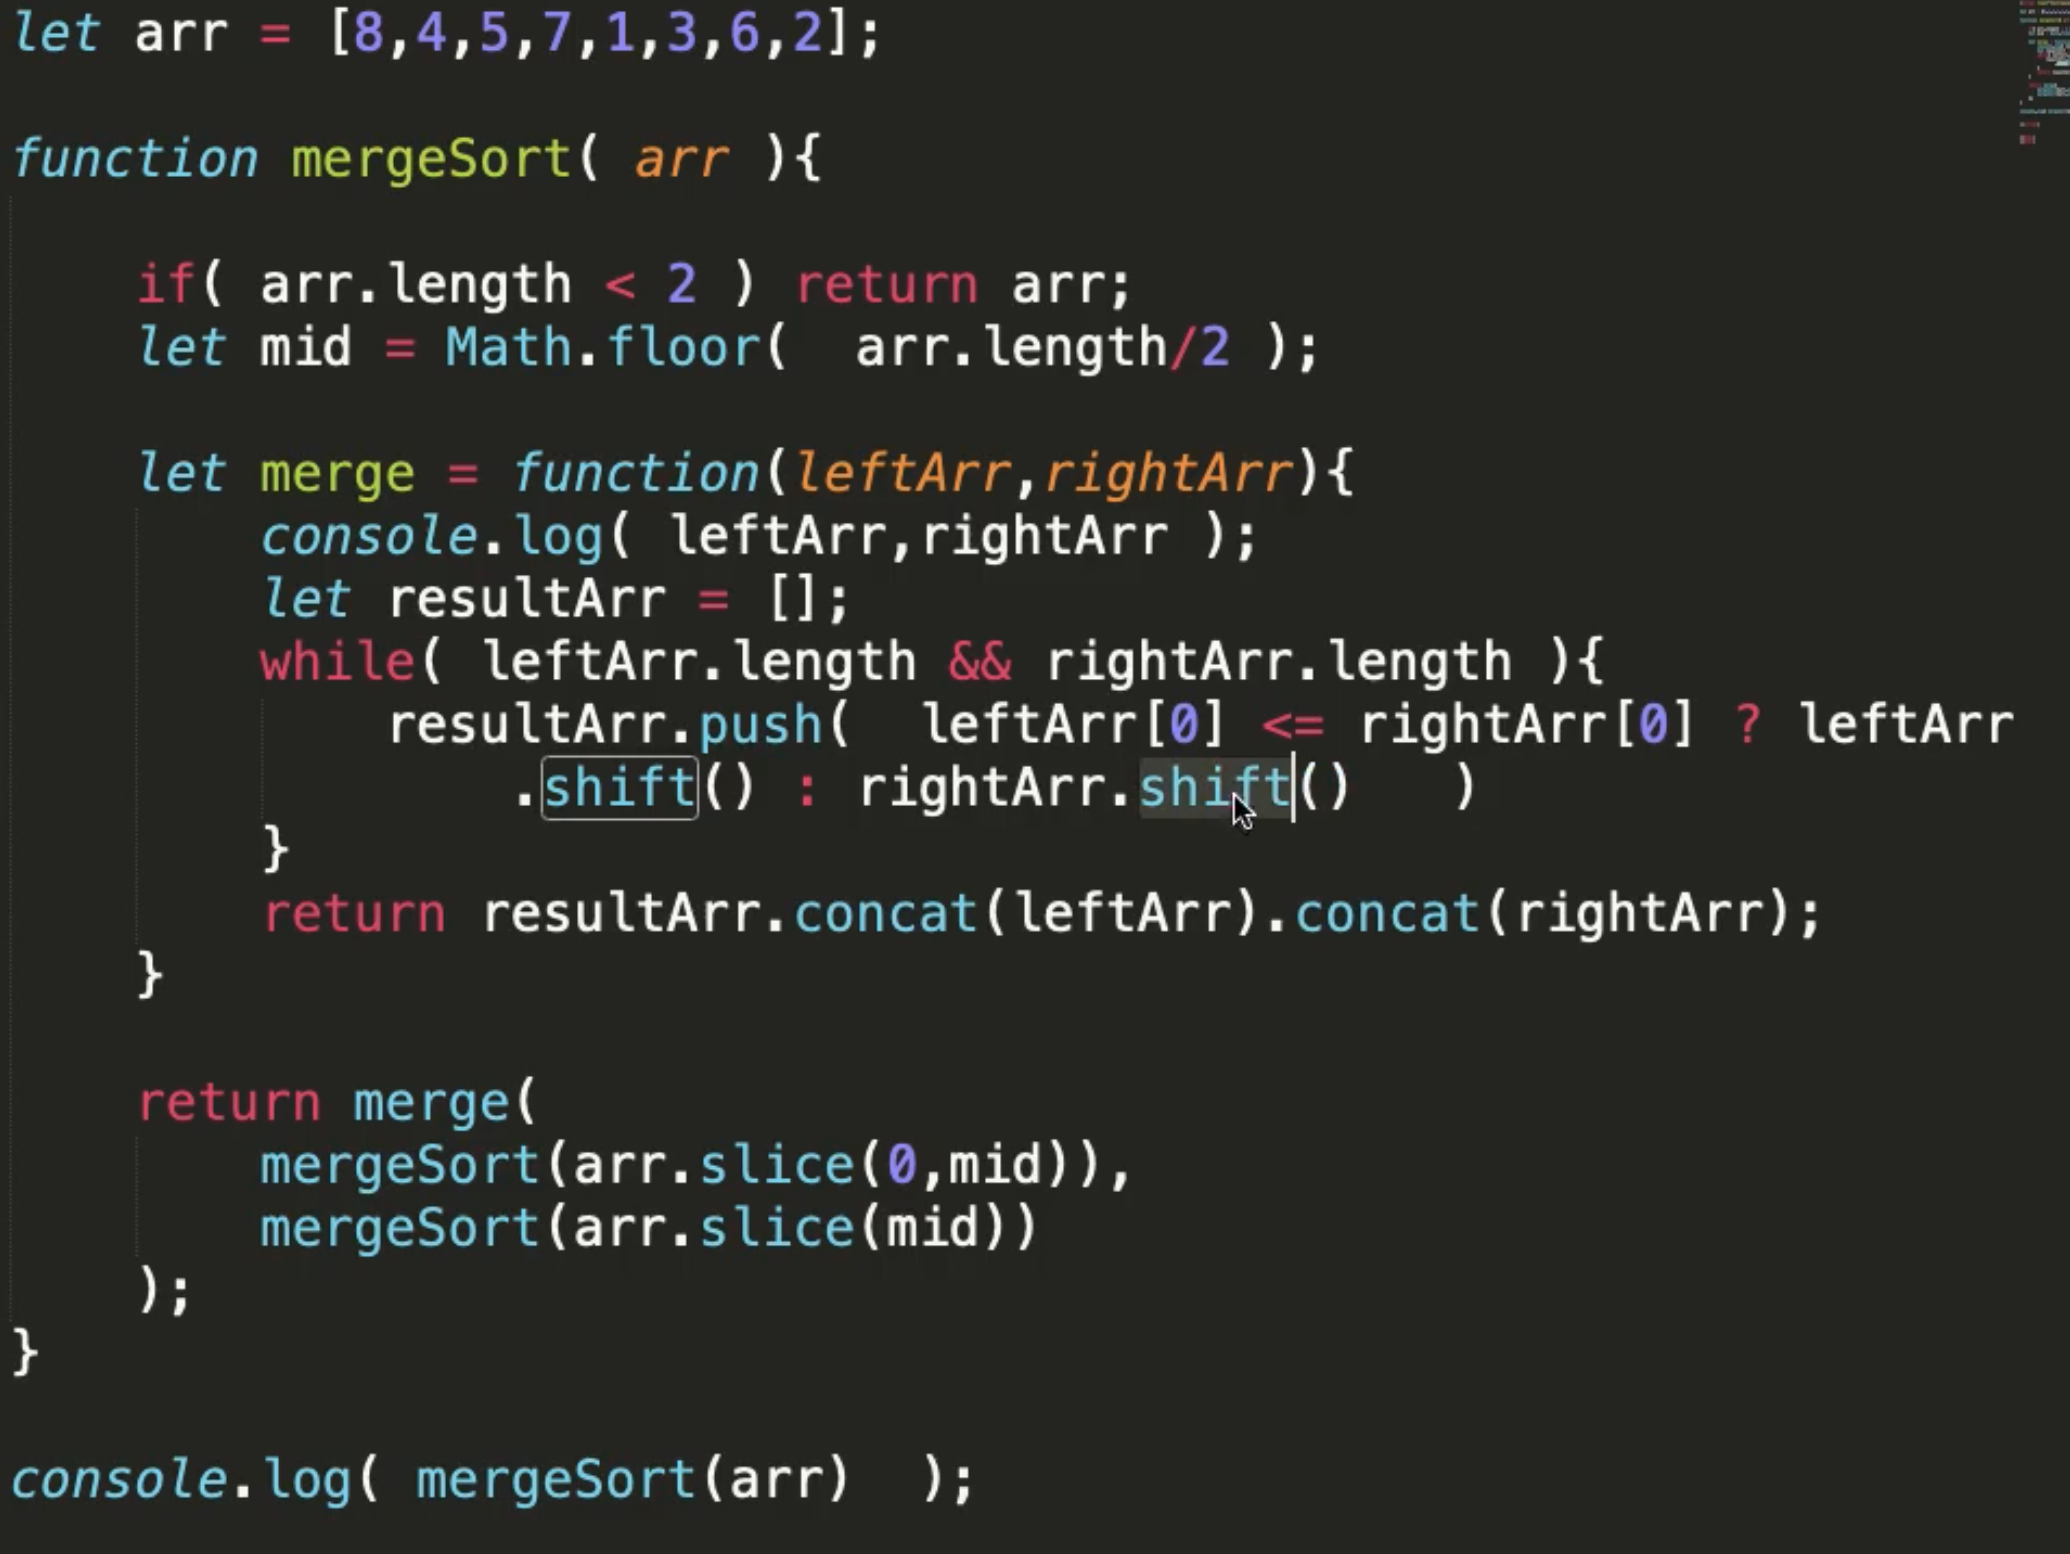 let arr = [8,4,5,7,1,3,6,2];
function mergeSort( arr ){
if( arr.length < 2 ) return arr;
let mid = Math.floor(  arr.length/2 );
let merge = function(leftArr,rightArr){
console.log( leftArr,rightArr );
let resultArr = [];
while( leftArr.length && rightArr.length ){
resultArr.push(  leftArr[0] <= rightArr[0] ? leftArr
.shift() : rightArr.shift()   )
}
return resultArr.concat(leftArr).concat(rightArr);
}
return merge(
mergeSort(arr.slice(0,mid)),
mergeSort(arr.slice(mid))
);
}
console.log( mergeSort(arr)  );